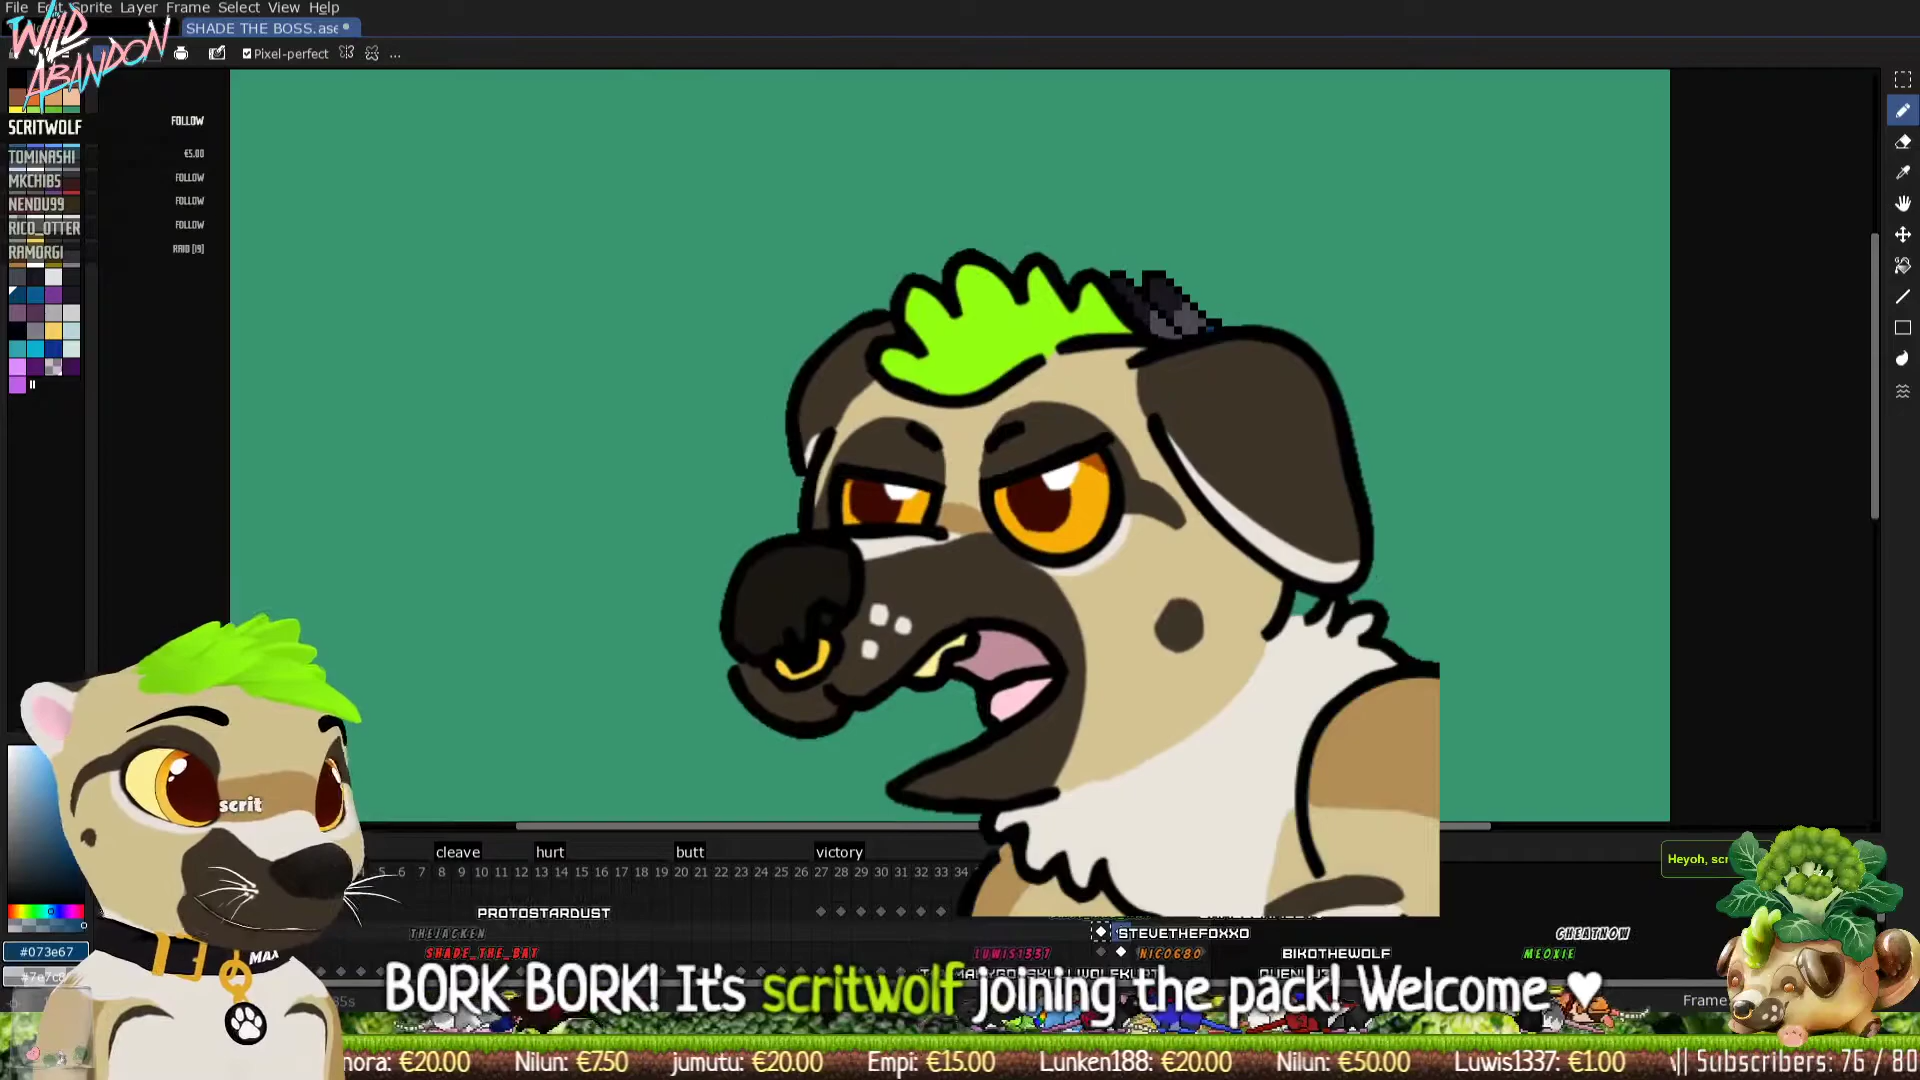 File Edit Sprite Layer Frame Select View Help
SHADE THE BOSS.ase
WILD ABANDON
Pixel-perfect
...
SCRITWOLF FOLLOW
TOMINASHI €5.00
MKCHIBS FOLLOW
NENDU99 FOLLOW
RICO_OTTER FOLLOW
RAMORGI RAID [19]
scrit
MAX
cleave hurt butt victory
5 6 7 8 9 10 11 12 13 14 15 16 17 18 19 20 21 22 23 24 25 26 27 28 29 30 31 32 33 34
Heyoh, scr
PROTOSTARDUST
THEJACKEN STEVETHEFOXXO CHEATNOW
SHADE_THE_BAT LUWIS1337 NICO680 BIKOTHEWOLF MEOXIE
#073e67
#7e7c8
BORK BORK! It's scritwolf joining the pack! Welcome ♥
Frame
nora: €20.00 Nilun: €7.50 jumutu: €20.00 Empi: €15.00 Lunken188: €20.00 Nilun: €50.00 Luwis1337: €1.00 \|| Subscribers: 76 / 80